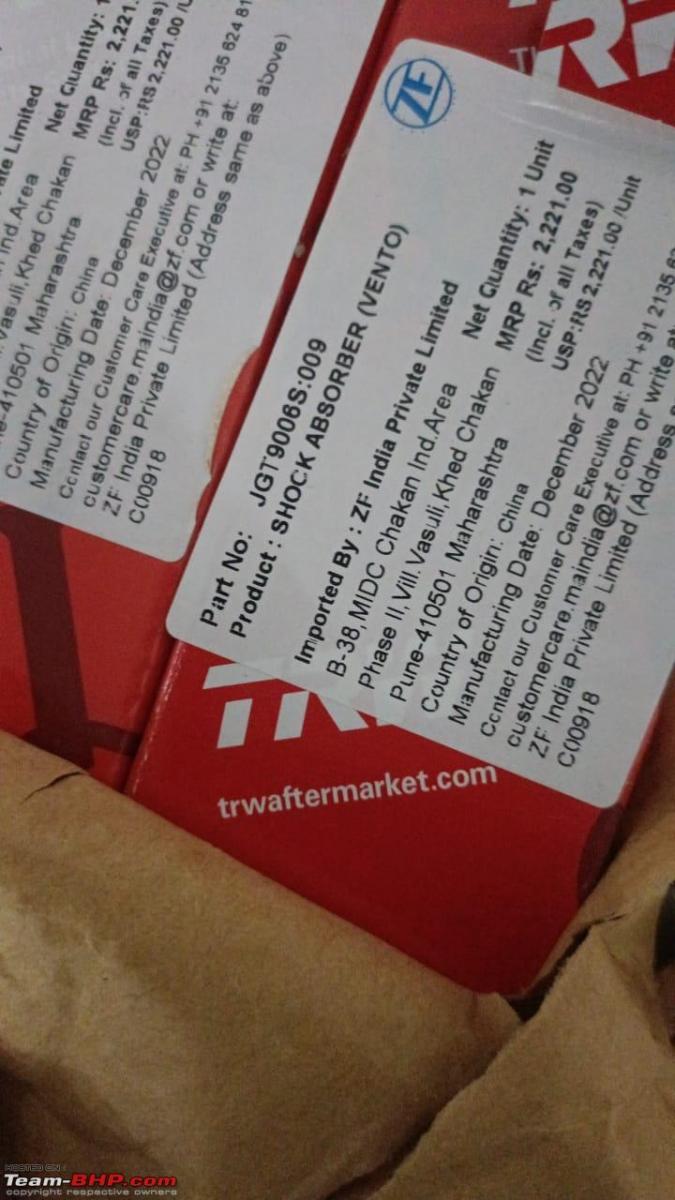 ate Limited
Ind.Area
Vasuli,Khed Chakan
410501 Maharashtra
Country of Origin: China
Manufacturing Date: December 2022
Contact our Customer Care Executive at: PH +91 2135 624 81
customercare.maindia@zf.com or write at:
ZF India Private Limited (Address same as above)
C00918
Net Quantity: 1
MRP Rs: 2,221.
(Incl. of all Taxes)
USP:RS 2,221.00 /U
ZF
Part No: JGT9006S:009
Product : SHOCK ABSORBER (VENTO)
Imported By : ZF India Private Limited
B-38, MIDC Chakan Ind.Area
Phase II, Vill.Vasuli,Khed Chakan
Pune-410501 Maharashtra
Country of Origin: China
Manufacturing Date: December 2022
Contact our Customer Care Executive at: PH +91 2135 62
customercare.maindia@zf.com or write at
ZF India Private Limited (Address
C00918
Net Quantity: 1 Unit
MRP Rs: 2,221.00
(Incl. of all Taxes)
USP:RS 2,221.00 /Unit
trwaftermarket.com
HOSTED ON :
Team-BHP.com
copyright respective owners